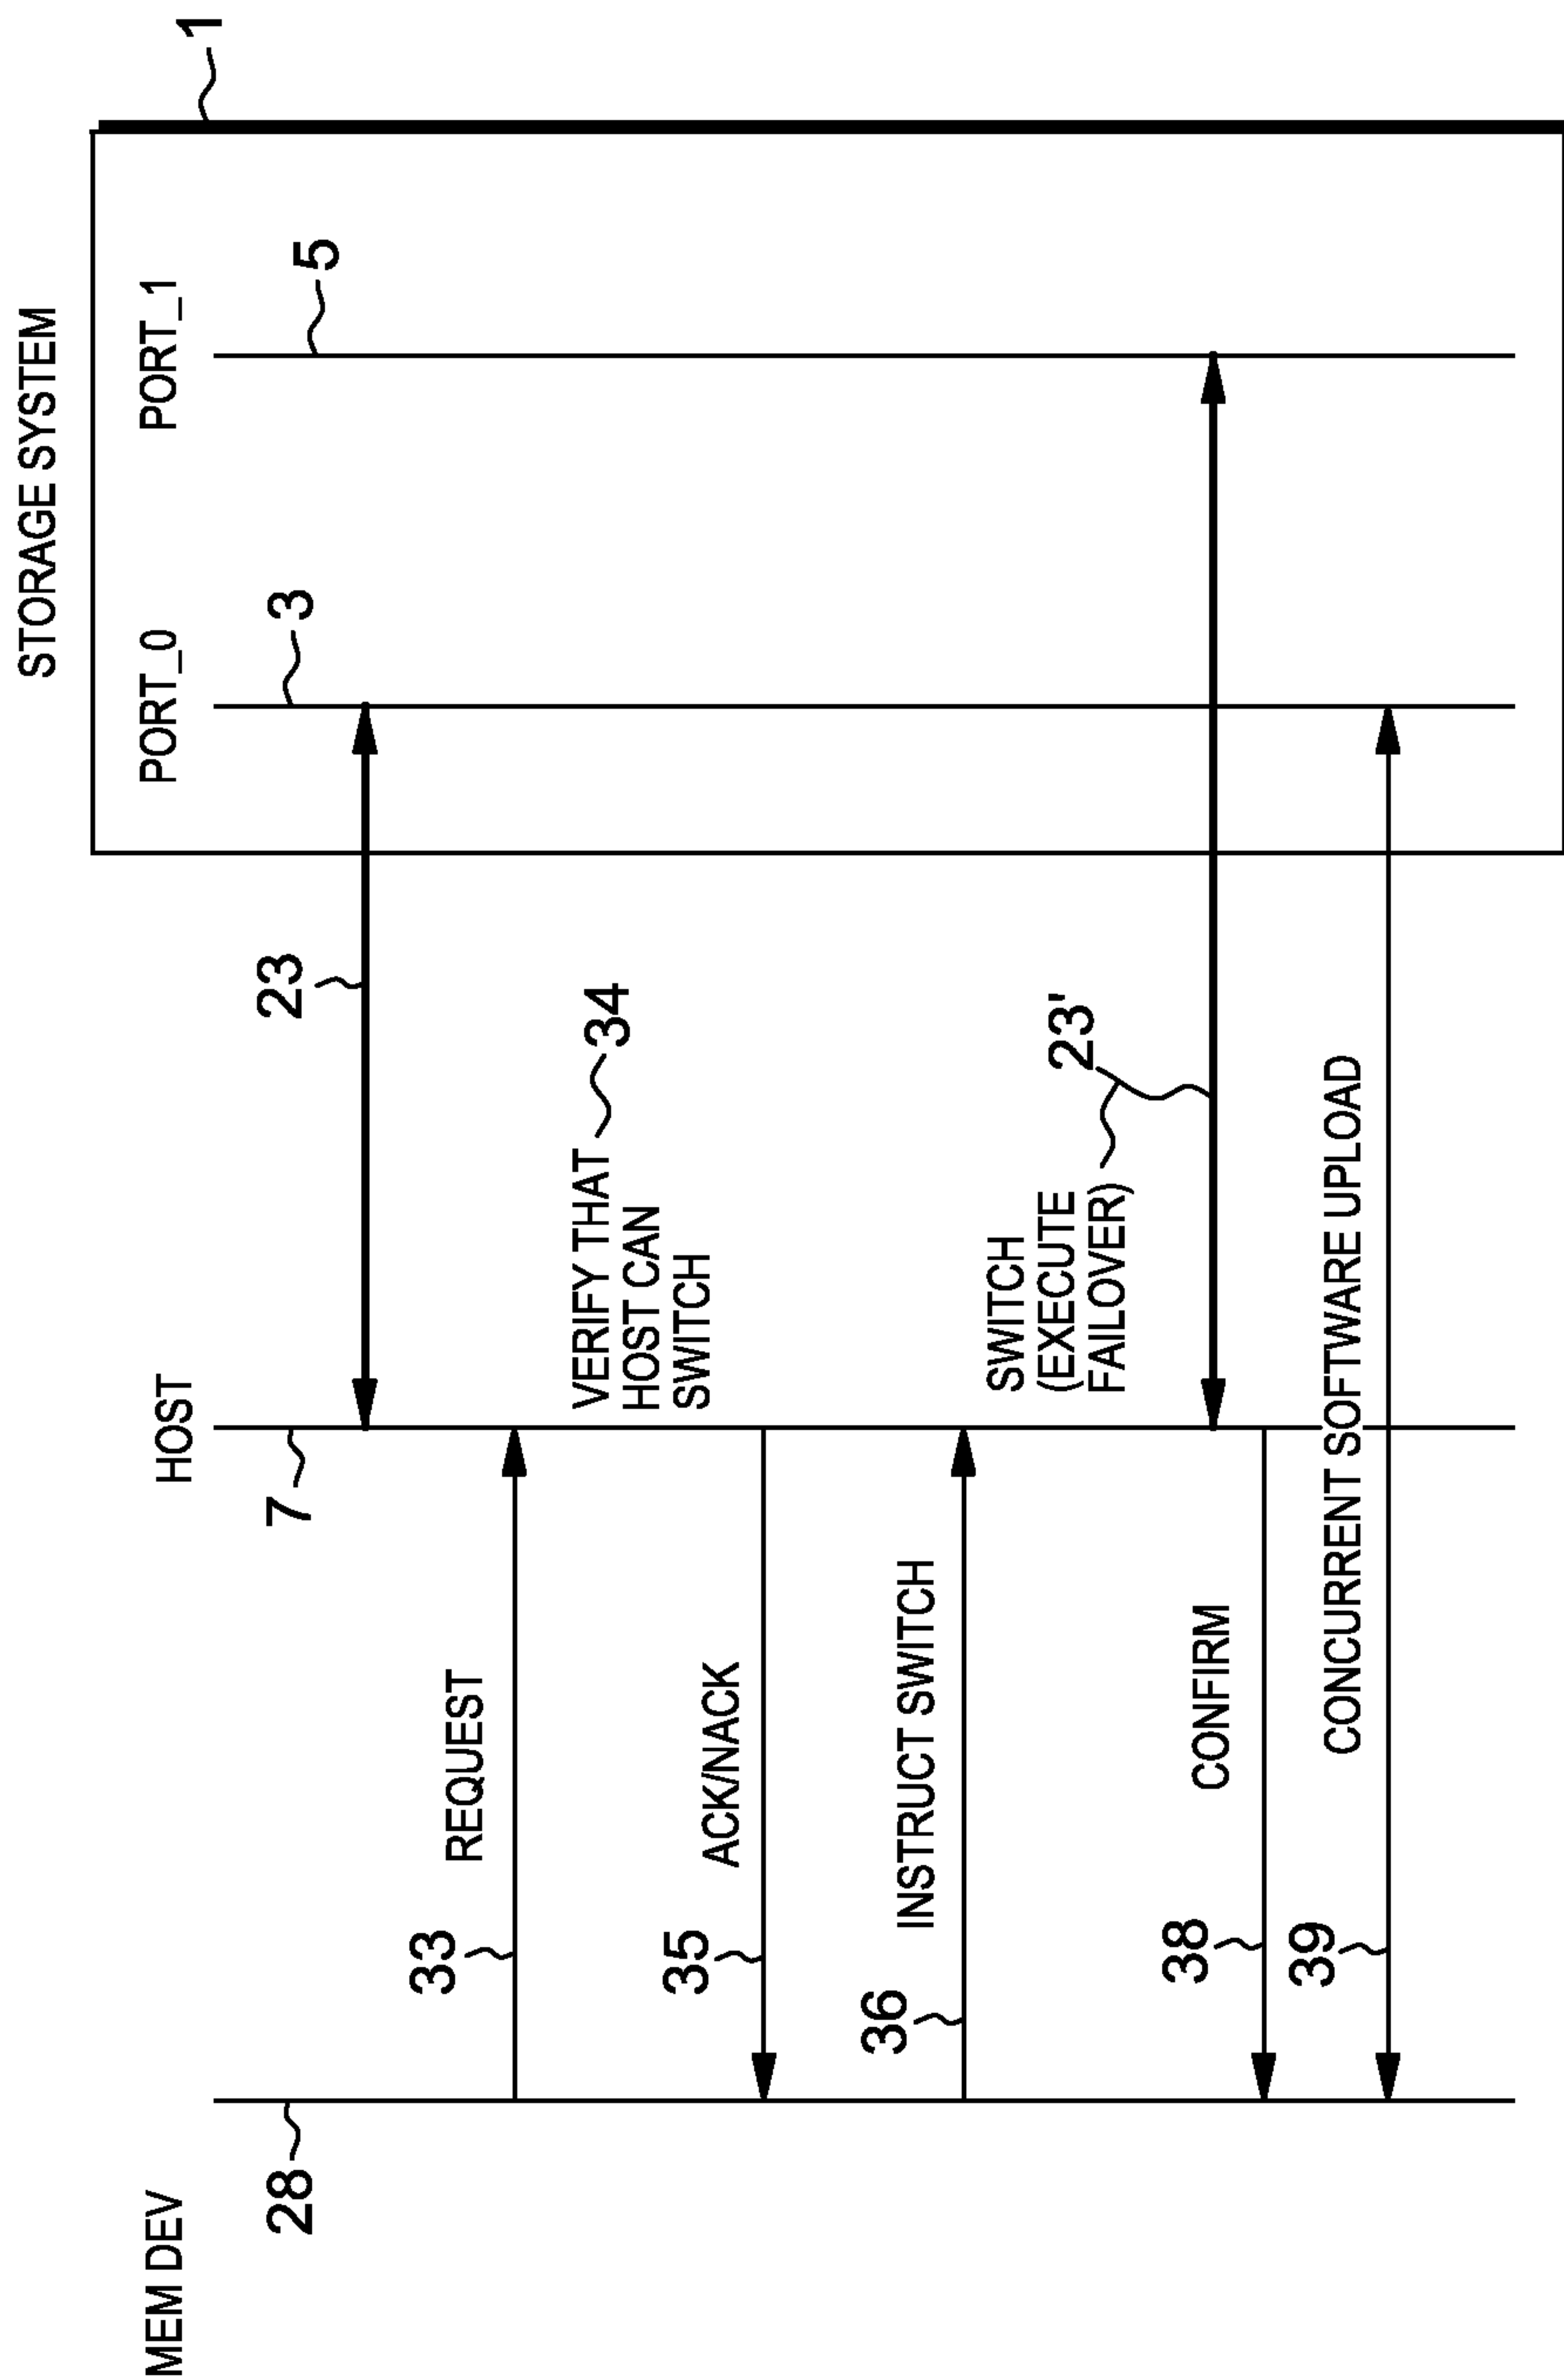 STORAGE SYSTEM
1
MEM DEV
HOST
PORT_0
PORT_1
28
7
3
5
23
33
REQUEST
VERIFY THAT
HOST CAN
SWITCH
34
35
ACK/NACK
36
INSTRUCT SWITCH
SWITCH
(EXECUTE
FAILOVER)
23'
38
CONFIRM
39
CONCURRENT SOFTWARE UPLOAD